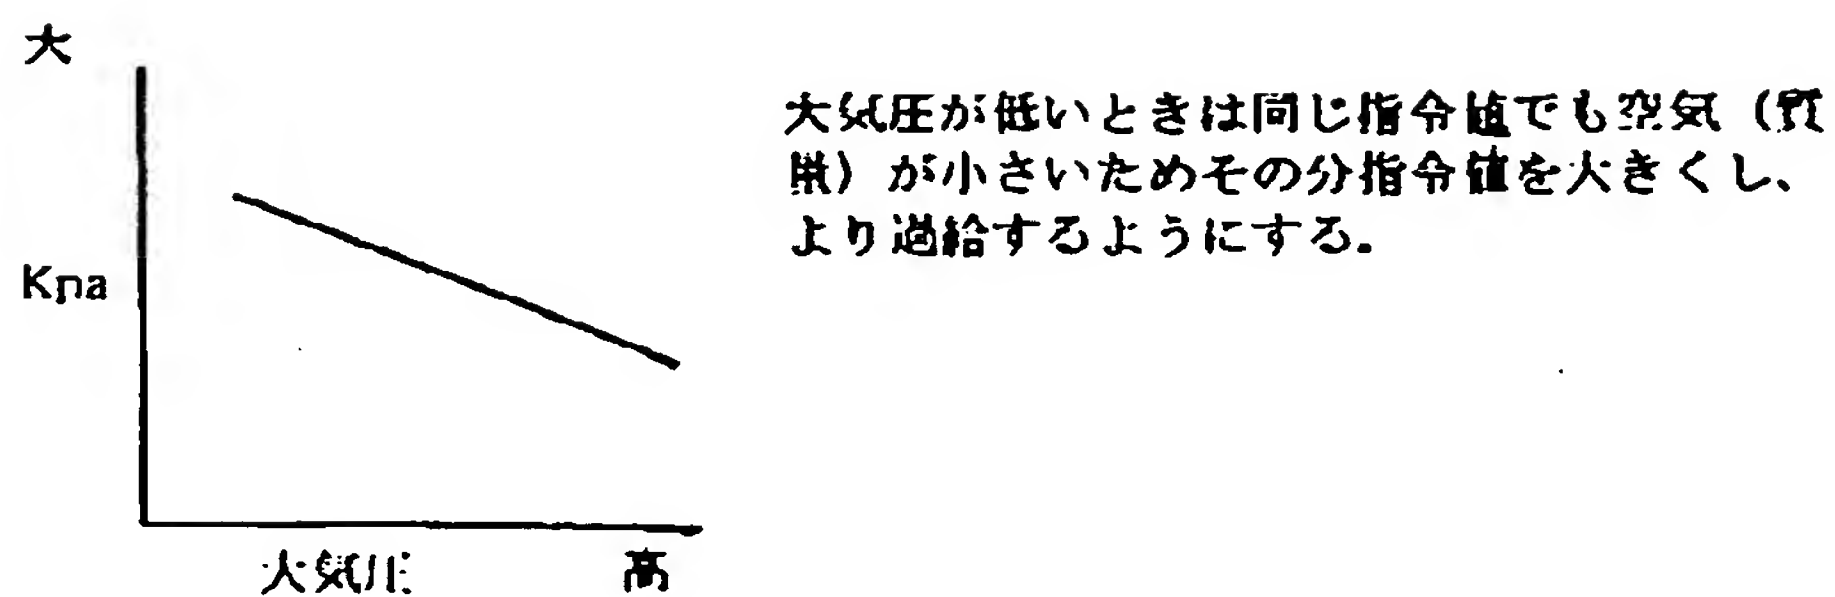 大
大気圧が低いときは同じ指令値でも空気（質
量）が小さいためその分指令値を大きくし、
より過給するようにする。
Kpa
大気圧 高